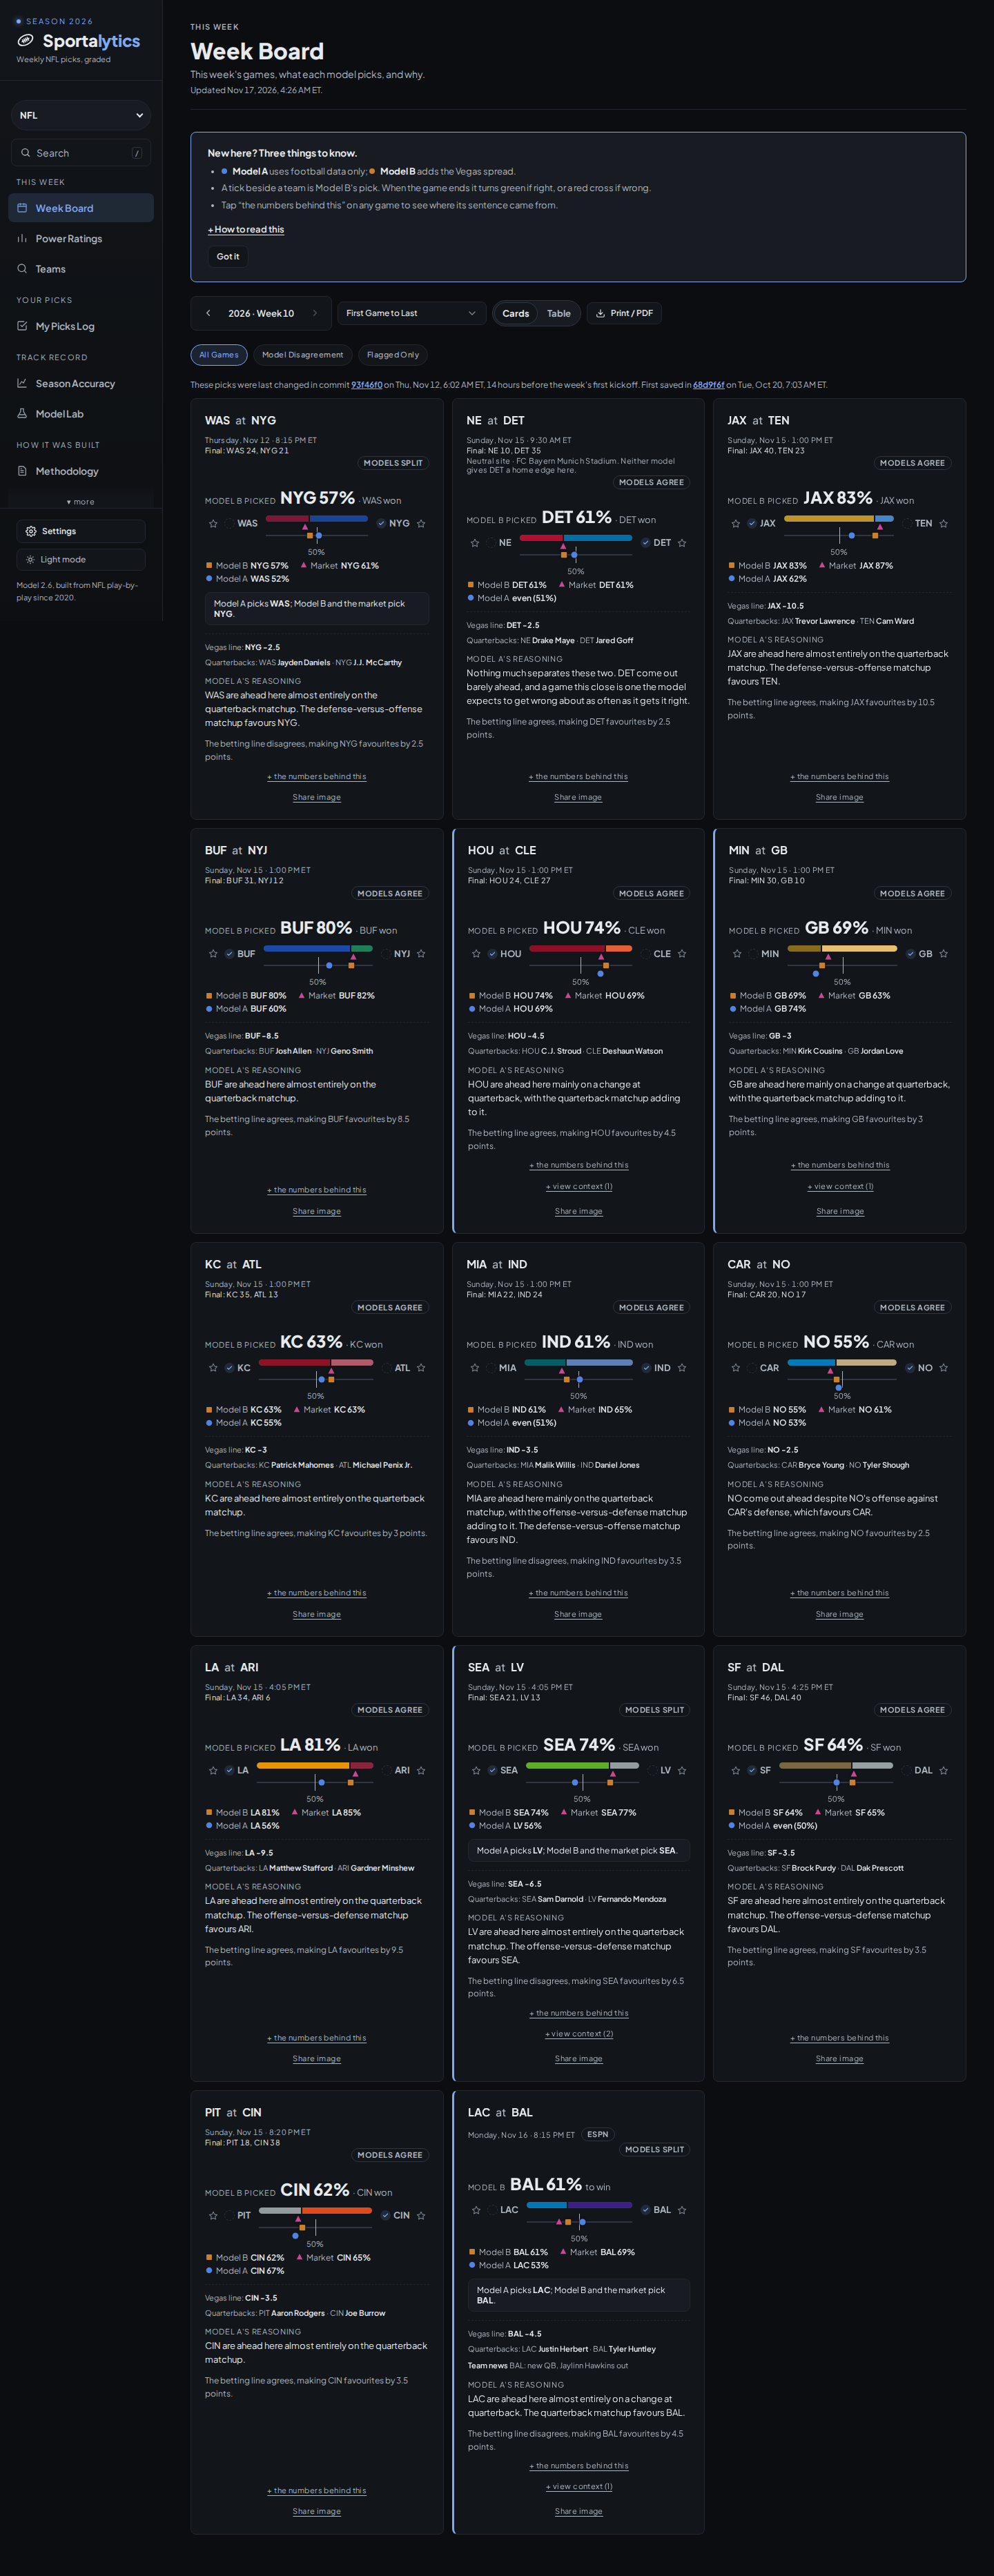 SEASON 2026
Sportalytics
Weekly NFL picks, graded
NFL
Search /
THIS WEEK
Week Board
Power Ratings
Teams
YOUR PICKS
My Picks Log
TRACK RECORD
Season Accuracy
Model Lab
HOW IT WAS BUILT
Methodology
▾ more
Settings
Light mode
Model 2.6, built from NFL play-by-
play since 2020.
THIS WEEK
Week Board
This week's games, what each model picks, and why.
Updated Nov 17, 2026, 4:26 AM ET.
New here? Three things to know.
• Model A uses football data only; Model B adds the Vegas spread.
• A tick beside a team is Model B's pick. When the game ends it turns green if right, or a red cross if wrong.
• Tap "the numbers behind this" on any game to see where its sentence came from.
+ How to read this
Got it
2026 · Week 10
First Game to Last
Cards Table
Print / PDF
All Games
Model Disagreement
Flagged Only
These picks were last changed in commit 93f46f0 on Thu, Nov 12, 6:02 AM ET, 14 hours before the week's first kickoff. First saved in 68d9f6f on Tue, Oct 20, 7:03 AM ET.
WAS at NYG
Thursday, Nov 12 · 8:15 PM ET
Final: WAS 24, NYG 21
MODELS SPLIT
MODEL B PICKED NYG 57% · WAS won
WAS NYG
50%
Model B NYG 57% Market NYG 61%
Model A WAS 52%
Model A picks WAS; Model B and the market pick
NYG.
Vegas line: NYG -2.5
Quarterbacks: WAS Jayden Daniels · NYG J.J. McCarthy
MODEL A'S REASONING
WAS are ahead here almost entirely on the
quarterback matchup. The defense-versus-offense
matchup favours NYG.
The betting line disagrees, making NYG favourites by 2.5
points.
+ the numbers behind this
Share image
NE at DET
Sunday, Nov 15 · 9:30 AM ET
Final: NE 10, DET 35
Neutral site · FC Bayern Munich Stadium. Neither model
gives DET a home edge here.
MODELS AGREE
MODEL B PICKED DET 61% · DET won
NE DET
50%
Model B DET 61% Market DET 61%
Model A even (51%)
Vegas line: DET -2.5
Quarterbacks: NE Drake Maye · DET Jared Goff
MODEL A'S REASONING
Nothing much separates these two. DET come out
barely ahead, and a game this close is one the model
expects to get wrong about as often as it gets it right.
The betting line agrees, making DET favourites by 2.5
points.
+ the numbers behind this
Share image
JAX at TEN
Sunday, Nov 15 · 1:00 PM ET
Final: JAX 40, TEN 23
MODELS AGREE
MODEL B PICKED JAX 83% · JAX won
JAX TEN
50%
Model B JAX 83% Market JAX 87%
Model A JAX 62%
Vegas line: JAX -10.5
Quarterbacks: JAX Trevor Lawrence · TEN Cam Ward
MODEL A'S REASONING
JAX are ahead here almost entirely on the quarterback
matchup. The defense-versus-offense matchup
favours TEN.
The betting line agrees, making JAX favourites by 10.5
points.
+ the numbers behind this
Share image
BUF at NYJ
Sunday, Nov 15 · 1:00 PM ET
Final: BUF 31, NYJ 12
MODELS AGREE
MODEL B PICKED BUF 80% · BUF won
BUF NYJ
50%
Model B BUF 80% Market BUF 82%
Model A BUF 60%
Vegas line: BUF -8.5
Quarterbacks: BUF Josh Allen · NYJ Geno Smith
MODEL A'S REASONING
BUF are ahead here almost entirely on the
quarterback matchup.
The betting line agrees, making BUF favourites by 8.5
points.
+ the numbers behind this
Share image
HOU at CLE
Sunday, Nov 15 · 1:00 PM ET
Final: HOU 24, CLE 27
MODELS AGREE
MODEL B PICKED HOU 74% · CLE won
HOU CLE
50%
Model B HOU 74% Market HOU 69%
Model A HOU 69%
Vegas line: HOU -4.5
Quarterbacks: HOU C.J. Stroud · CLE Deshaun Watson
MODEL A'S REASONING
HOU are ahead here mainly on a change at
quarterback, with the quarterback matchup adding
to it.
The betting line agrees, making HOU favourites by 4.5
points.
+ the numbers behind this
+ view context (1)
Share image
MIN at GB
Sunday, Nov 15 · 1:00 PM ET
Final: MIN 30, GB 10
MODELS AGREE
MODEL B PICKED GB 69% · MIN won
MIN GB
50%
Model B GB 69% Market GB 63%
Model A GB 74%
Vegas line: GB -3
Quarterbacks: MIN Kirk Cousins · GB Jordan Love
MODEL A'S REASONING
GB are ahead here mainly on a change at quarterback,
with the quarterback matchup adding to it.
The betting line agrees, making GB favourites by 3
points.
+ the numbers behind this
+ view context (1)
Share image
KC at ATL
Sunday, Nov 15 · 1:00 PM ET
Final: KC 35, ATL 13
MODELS AGREE
MODEL B PICKED KC 63% · KC won
KC ATL
50%
Model B KC 63% Market KC 63%
Model A KC 55%
Vegas line: KC -3
Quarterbacks: KC Patrick Mahomes · ATL Michael Penix Jr.
MODEL A'S REASONING
KC are ahead here almost entirely on the quarterback
matchup.
The betting line agrees, making KC favourites by 3 points.
+ the numbers behind this
Share image
MIA at IND
Sunday, Nov 15 · 1:00 PM ET
Final: MIA 22, IND 24
MODELS AGREE
MODEL B PICKED IND 61% · IND won
MIA IND
50%
Model B IND 61% Market IND 65%
Model A even (51%)
Vegas line: IND -3.5
Quarterbacks: MIA Malik Willis · IND Daniel Jones
MODEL A'S REASONING
MIA are ahead here mainly on the quarterback
matchup, with the offense-versus-defense matchup
adding to it. The defense-versus-offense matchup
favours IND.
The betting line disagrees, making IND favourites by 3.5
points.
+ the numbers behind this
Share image
CAR at NO
Sunday, Nov 15 · 1:00 PM ET
Final: CAR 20, NO 17
MODELS AGREE
MODEL B PICKED NO 55% · CAR won
CAR NO
50%
Model B NO 55% Market NO 61%
Model A NO 53%
Vegas line: NO -2.5
Quarterbacks: CAR Bryce Young · NO Tyler Shough
MODEL A'S REASONING
NO come out ahead despite NO's offense against
CAR's defense, which favours CAR.
The betting line agrees, making NO favourites by 2.5
points.
+ the numbers behind this
Share image
LA at ARI
Sunday, Nov 15 · 4:05 PM ET
Final: LA 34, ARI 6
MODELS AGREE
MODEL B PICKED LA 81% · LA won
LA ARI
50%
Model B LA 81% Market LA 85%
Model A LA 56%
Vegas line: LA -9.5
Quarterbacks: LA Matthew Stafford · ARI Gardner Minshew
MODEL A'S REASONING
LA are ahead here almost entirely on the quarterback
matchup. The offense-versus-defense matchup
favours ARI.
The betting line agrees, making LA favourites by 9.5
points.
+ the numbers behind this
Share image
SEA at LV
Sunday, Nov 15 · 4:05 PM ET
Final: SEA 21, LV 13
MODELS SPLIT
MODEL B PICKED SEA 74% · SEA won
SEA LV
50%
Model B SEA 74% Market SEA 77%
Model A LV 56%
Model A picks LV; Model B and the market pick SEA.
Vegas line: SEA -6.5
Quarterbacks: SEA Sam Darnold · LV Fernando Mendoza
MODEL A'S REASONING
LV are ahead here almost entirely on the quarterback
matchup. The offense-versus-defense matchup
favours SEA.
The betting line disagrees, making SEA favourites by 6.5
points.
+ the numbers behind this
+ view context (2)
Share image
SF at DAL
Sunday, Nov 15 · 4:25 PM ET
Final: SF 46, DAL 40
MODELS AGREE
MODEL B PICKED SF 64% · SF won
SF DAL
50%
Model B SF 64% Market SF 65%
Model A even (50%)
Vegas line: SF -3.5
Quarterbacks: SF Brock Purdy · DAL Dak Prescott
MODEL A'S REASONING
SF are ahead here almost entirely on the quarterback
matchup. The offense-versus-defense matchup
favours DAL.
The betting line agrees, making SF favourites by 3.5
points.
+ the numbers behind this
Share image
PIT at CIN
Sunday, Nov 15 · 8:20 PM ET
Final: PIT 18, CIN 38
MODELS AGREE
MODEL B PICKED CIN 62% · CIN won
PIT CIN
50%
Model B CIN 62% Market CIN 65%
Model A CIN 67%
Vegas line: CIN -3.5
Quarterbacks: PIT Aaron Rodgers · CIN Joe Burrow
MODEL A'S REASONING
CIN are ahead here almost entirely on the quarterback
matchup.
The betting line agrees, making CIN favourites by 3.5
points.
+ the numbers behind this
Share image
LAC at BAL
Monday, Nov 16 · 8:15 PM ET ESPN
MODELS SPLIT
MODEL B BAL 61% to win
LAC BAL
50%
Model B BAL 61% Market BAL 69%
Model A LAC 53%
Model A picks LAC; Model B and the market pick
BAL.
Vegas line: BAL -4.5
Quarterbacks: LAC Justin Herbert · BAL Tyler Huntley
Team news BAL: new QB, Jaylinn Hawkins out
MODEL A'S REASONING
LAC are ahead here almost entirely on a change at
quarterback. The quarterback matchup favours BAL.
The betting line disagrees, making BAL favourites by 4.5
points.
+ the numbers behind this
+ view context (1)
Share image